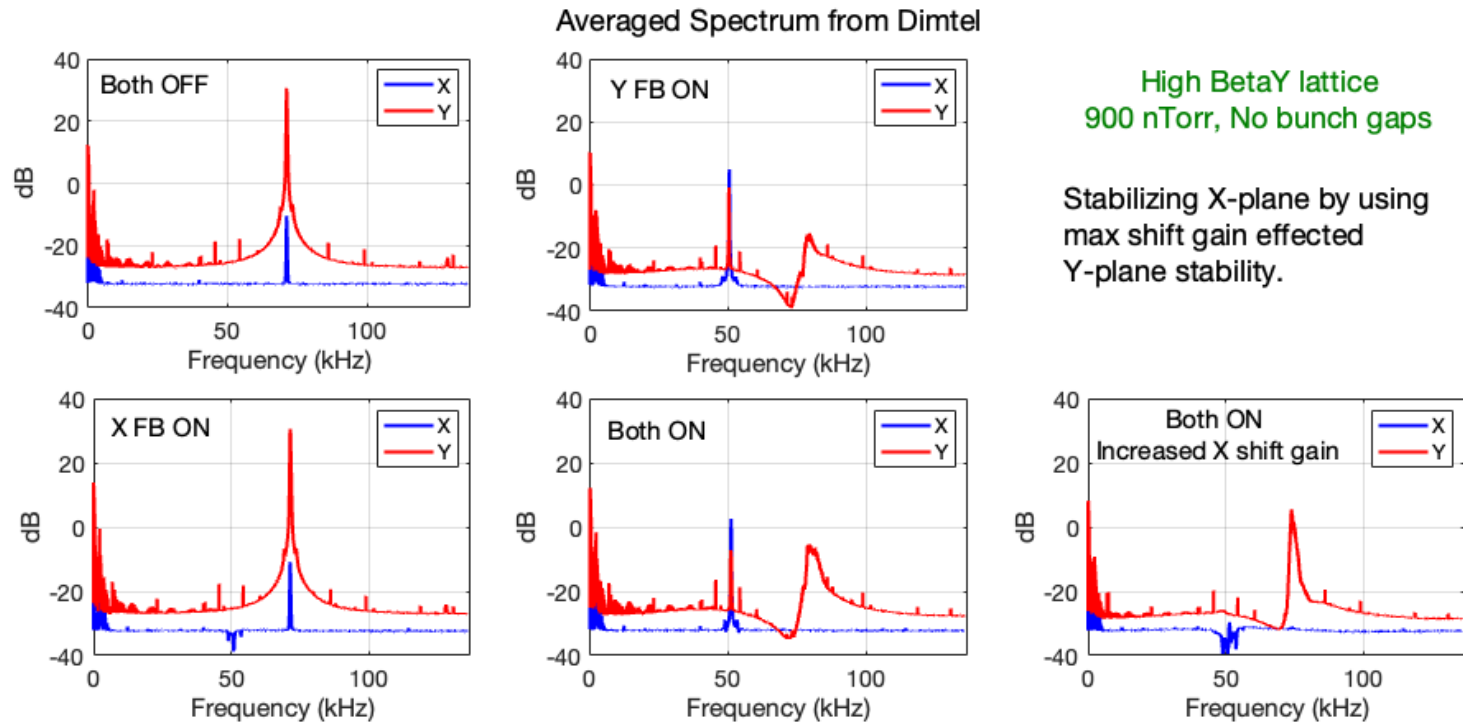 Averaged Spectrum from Dimtel
40
20
0
-20
-40
dB
Both OFF
X
Y
0
50
100
Frequency (kHz)
40
20
0
-20
-40
dB
Y FB ON
X
Y
0
50
100
Frequency (kHz)
High BetaY lattice
900 nTorr, No bunch gaps
Stabilizing X-plane by using
max shift gain effected
Y-plane stability.
40
20
0
-20
-40
dB
X FB ON
X
Y
0
50
100
Frequency (kHz)
40
20
0
-20
-40
dB
Both ON
X
Y
0
50
100
Frequency (kHz)
40
20
0
-20
-40
dB
Both ON
Increased X shift gain
X
Y
0
50
100
Frequency (kHz)